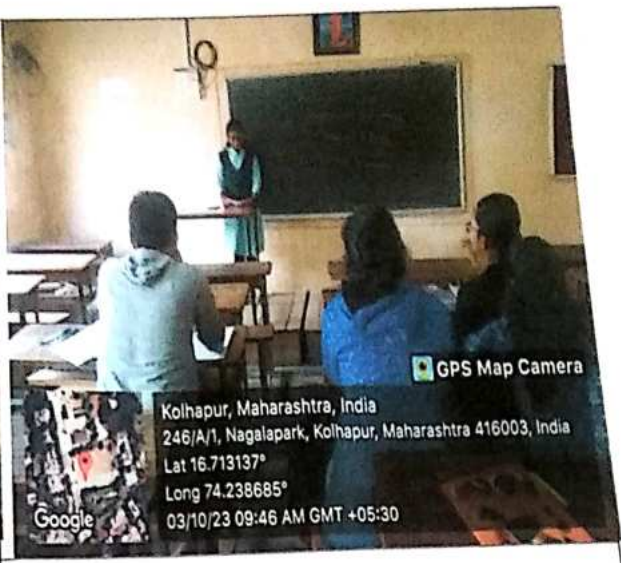 GPS Map Camera
Kolhapur, Maharashtra, India
246/A/1, Nagalapark, Kolhapur, Maharashtra 416003, India
Lat 16.713137°
Long 74.238685°
03/10/23 09:46 AM GMT +05:30
Google